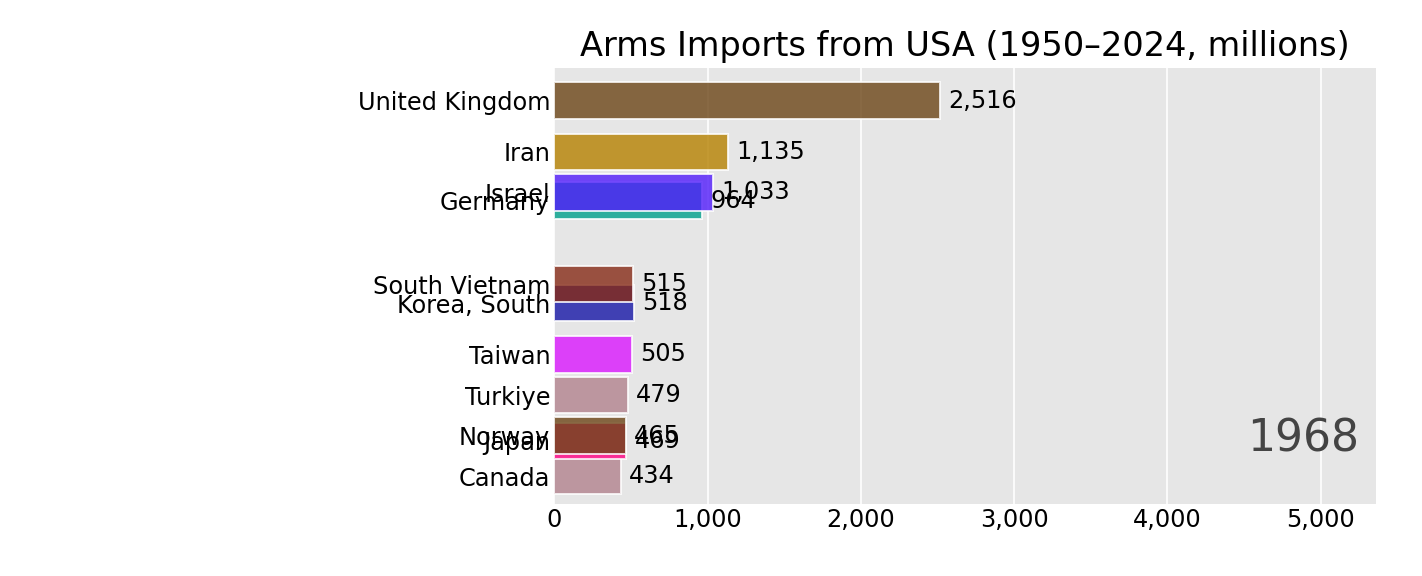 Arms Imports from USA (1950–2024, millions)
United Kingdom 2,516
Iran 1,135
Israel 1,033
Germany 964
South Vietnam 515
Korea, South 518
Taiwan 505
Turkiye 479
Norway 465
Japan 469
Canada 434
1968
0 1,000 2,000 3,000 4,000 5,000